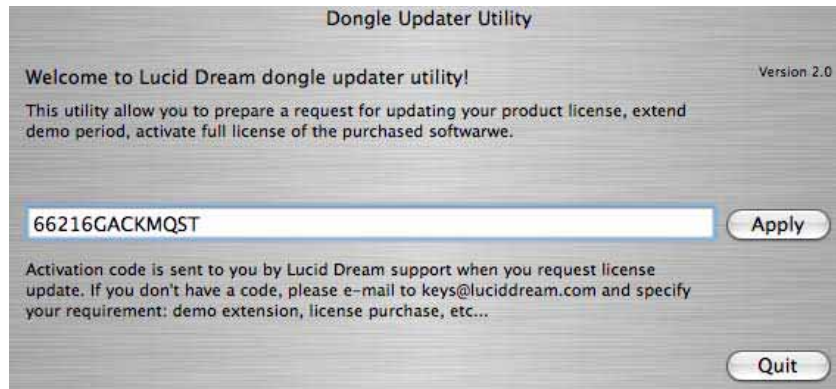 Dongle Updater Utility
Welcome to Lucid Dream dongle updater utility!
Version 2.0
This utility allow you to prepare a request for updating your product license, extend
demo period, activate full license of the purchased softwarwe.
66216GACKMQST
Apply
Activation code is sent to you by Lucid Dream support when you request license
update. If you don't have a code, please e-mail to keys@luciddream.com and specify
your requirement: demo extension, license purchase, etc...
Quit